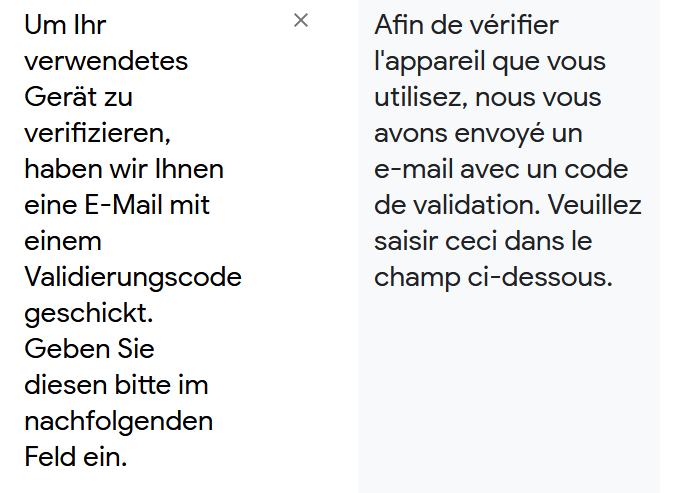 Um Ihr
verwendetes
Gerät zu
verifizieren,
haben wir Ihnen
eine E-Mail mit
einem
Validierungscode
geschickt.
Geben Sie
diesen bitte im
nachfolgenden
Feld ein.
Afin de vérifier
l'appareil que vous
utilisez, nous vous
avons envoyé un
e-mail avec un code
de validation. Veuillez
saisir ceci dans le
champ ci-dessous.